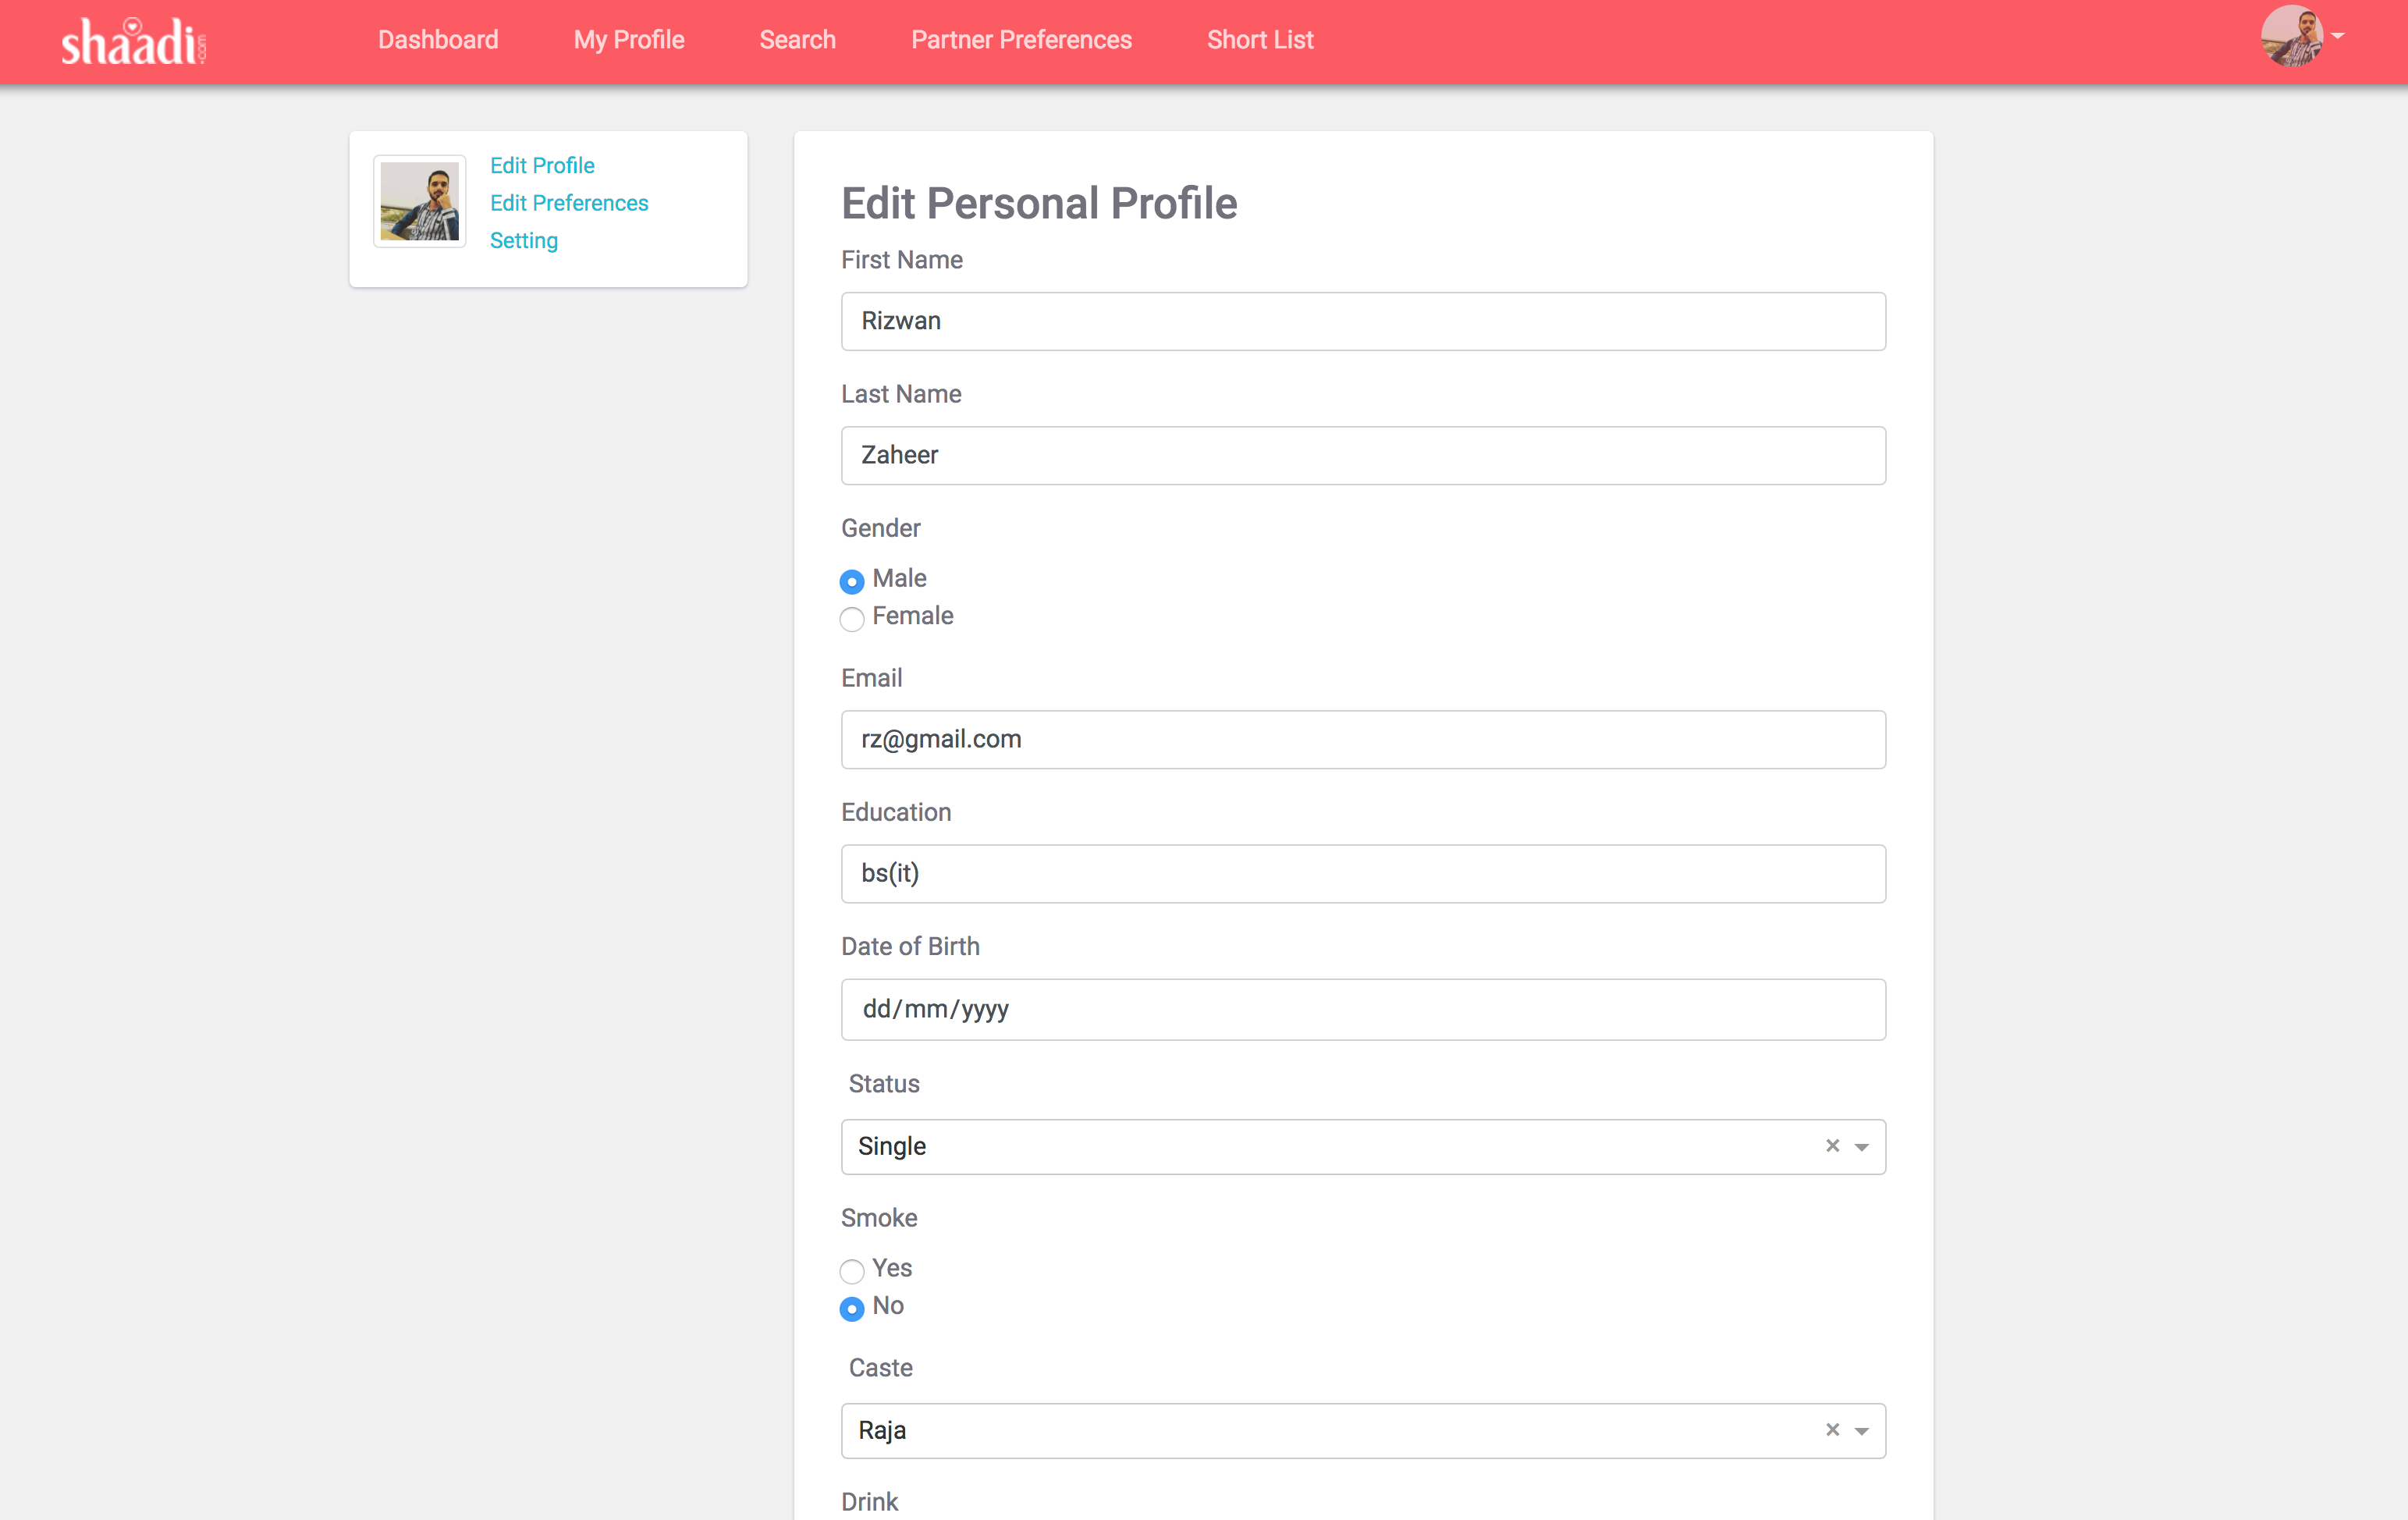 shaadi.com
Dashboard My Profile Search Partner Preferences Short List
Edit Profile
Edit Preferences
Setting
Edit Personal Profile
First Name
Rizwan
Last Name
Zaheer
Gender
Male
Female
Email
rz@gmail.com
Education
bs(it)
Date of Birth
dd/mm/yyyy
Status
Single
Smoke
Yes
No
Caste
Raja
Drink